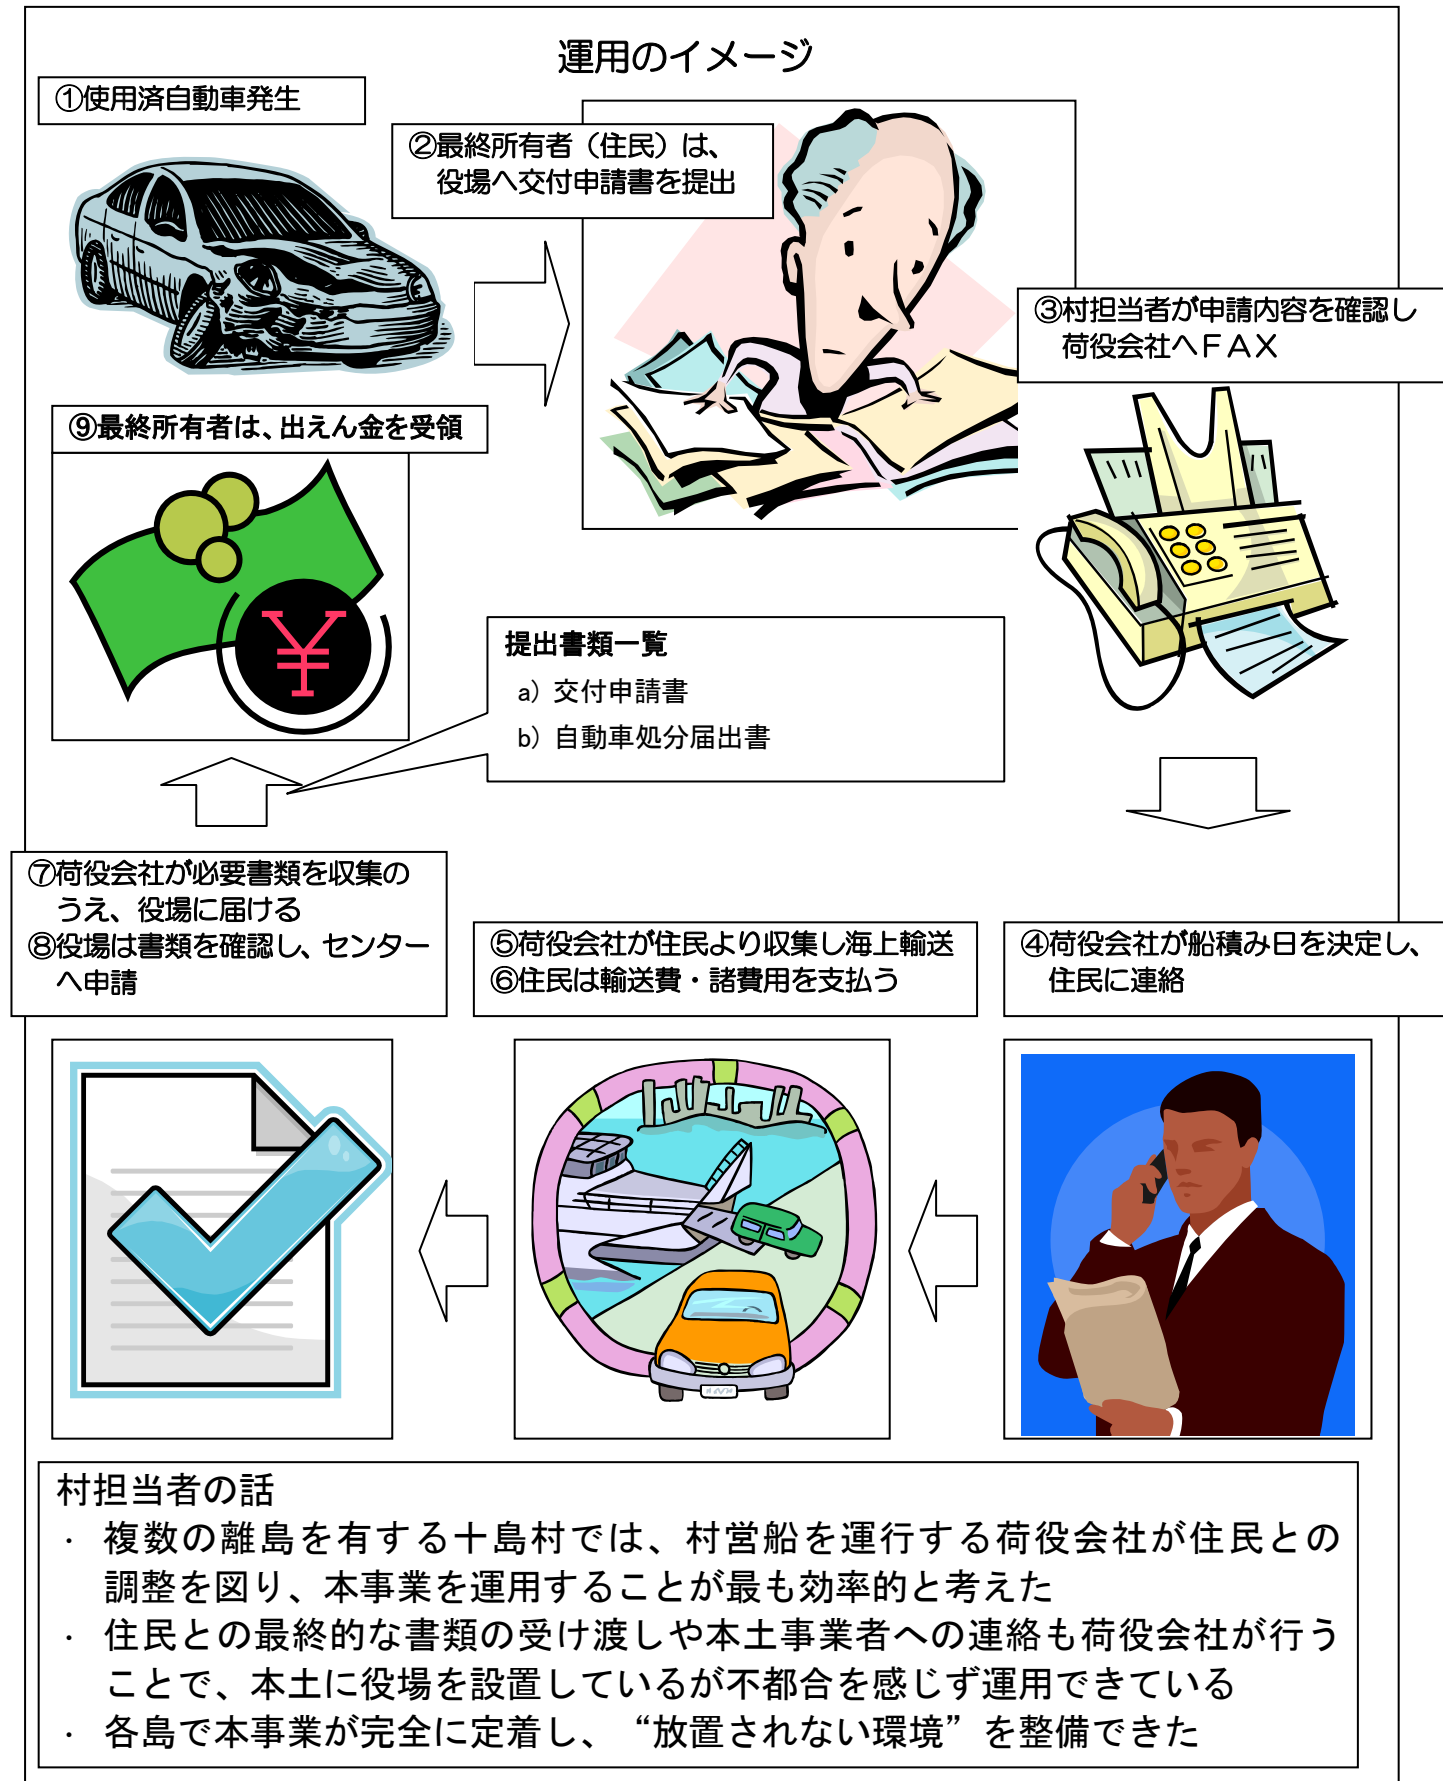 運用のイメージ
①使用済自動車発生
②最終所有者（住民）は、
役場へ交付申請書を提出
③村担当者が申請内容を確認し
荷役会社へＦＡＸ
⑨最終所有者は、出えん金を受領
¥
提出書類一覧
a）交付申請書
b）自動車処分届出書
⑦荷役会社が必要書類を収集の
うえ、役場に届ける
⑧役場は書類を確認し、センター
へ申請
⑤荷役会社が住民より収集し海上輸送
⑥住民は輸送費・諸費用を支払う
④荷役会社が船積み日を決定し、
住民に連絡
村担当者の話
・ 複数の離島を有する十島村では、村営船を運行する荷役会社が住民との
調整を図り、本事業を運用することが最も効率的と考えた
・ 住民との最終的な書類の受け渡しや本土事業者への連絡も荷役会社が行う
ことで、本土に役場を設置しているが不都合を感じず運用できている
・ 各島で本事業が完全に定着し、“放置されない環境”を整備できた